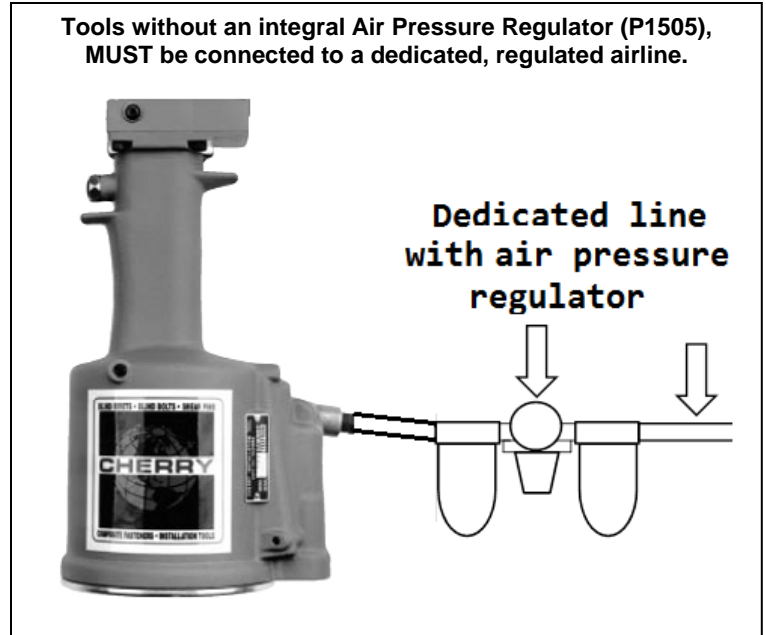 Tools without an integral Air Pressure Regulator (P1505),
MUST be connected to a dedicated, regulated airline.
Dedicated line
with air pressure
regulator
BLIND RIVETS • BLIND BOLTS • SHEAR PINS
CHERRY
COMPOSITE FASTENERS • INSTALLATION TOOLS